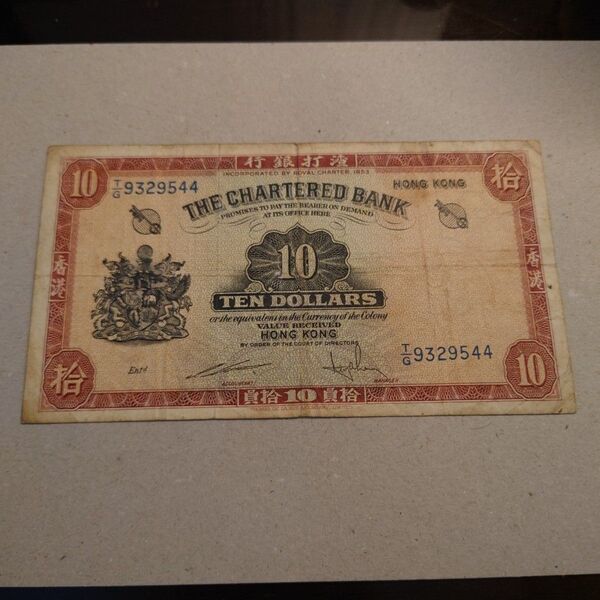 行銀打渣
INCORPORATED BY ROYAL CHARTER, 1853
10 T/G 9329544 HONG KONG 拾
THE CHARTERED BANK
PROMISES TO PAY THE BEARER ON DEMAND
AT ITS OFFICE HERE
香港 10 香港
TEN DOLLARS
or the equivalent in the Currency of the Colony
VALUE RECEIVED
HONG KONG
BY ORDER OF THE COURT OF DIRECTORS
T/G 9329544
拾 Entd 10
ACCOUNTANT MANAGER
員拾10員拾